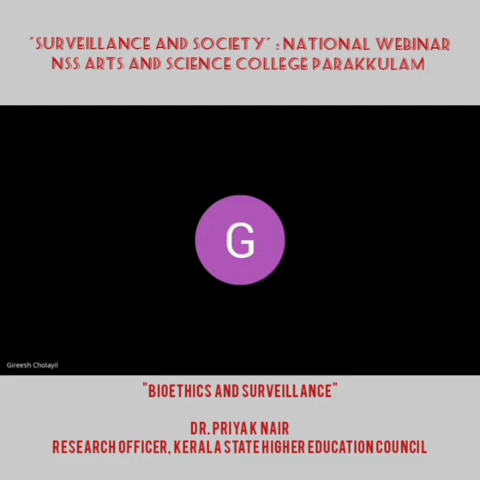 "SURVEILLANCE AND SOCIETY" : NATIONAL WEBINAR
NSS ARTS AND SCIENCE COLLEGE PARAKKULAM
G
Gireesh Cholayil
"BIOETHICS AND SURVEILLANCE"
DR. PRIYA K NAIR
RESEARCH OFFICER, KERALA STATE HIGHER EDUCATION COUNCIL